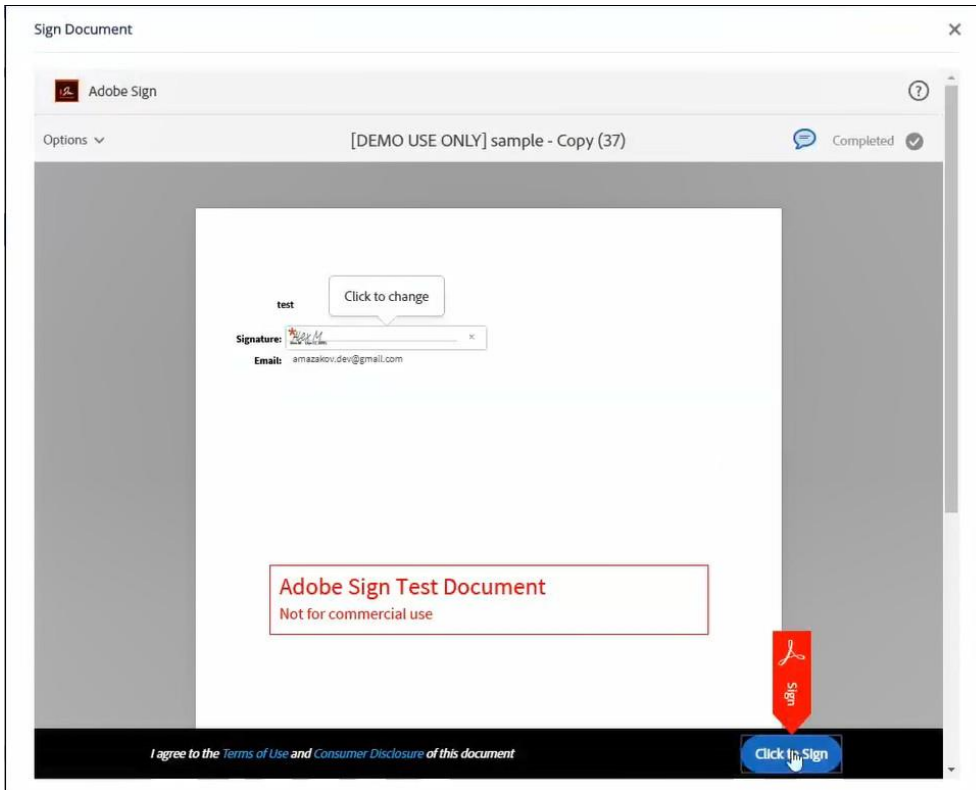 Sign Document
Adobe Sign
Options
[DEMO USE ONLY] sample - Copy (37)
Completed
Click to change
test
Signature: Alex M
Email: amazakov.dev@gmail.com
Adobe Sign Test Document
Not for commercial use
Sign
I agree to the Terms of Use and Consumer Disclosure of this document
Click to Sign